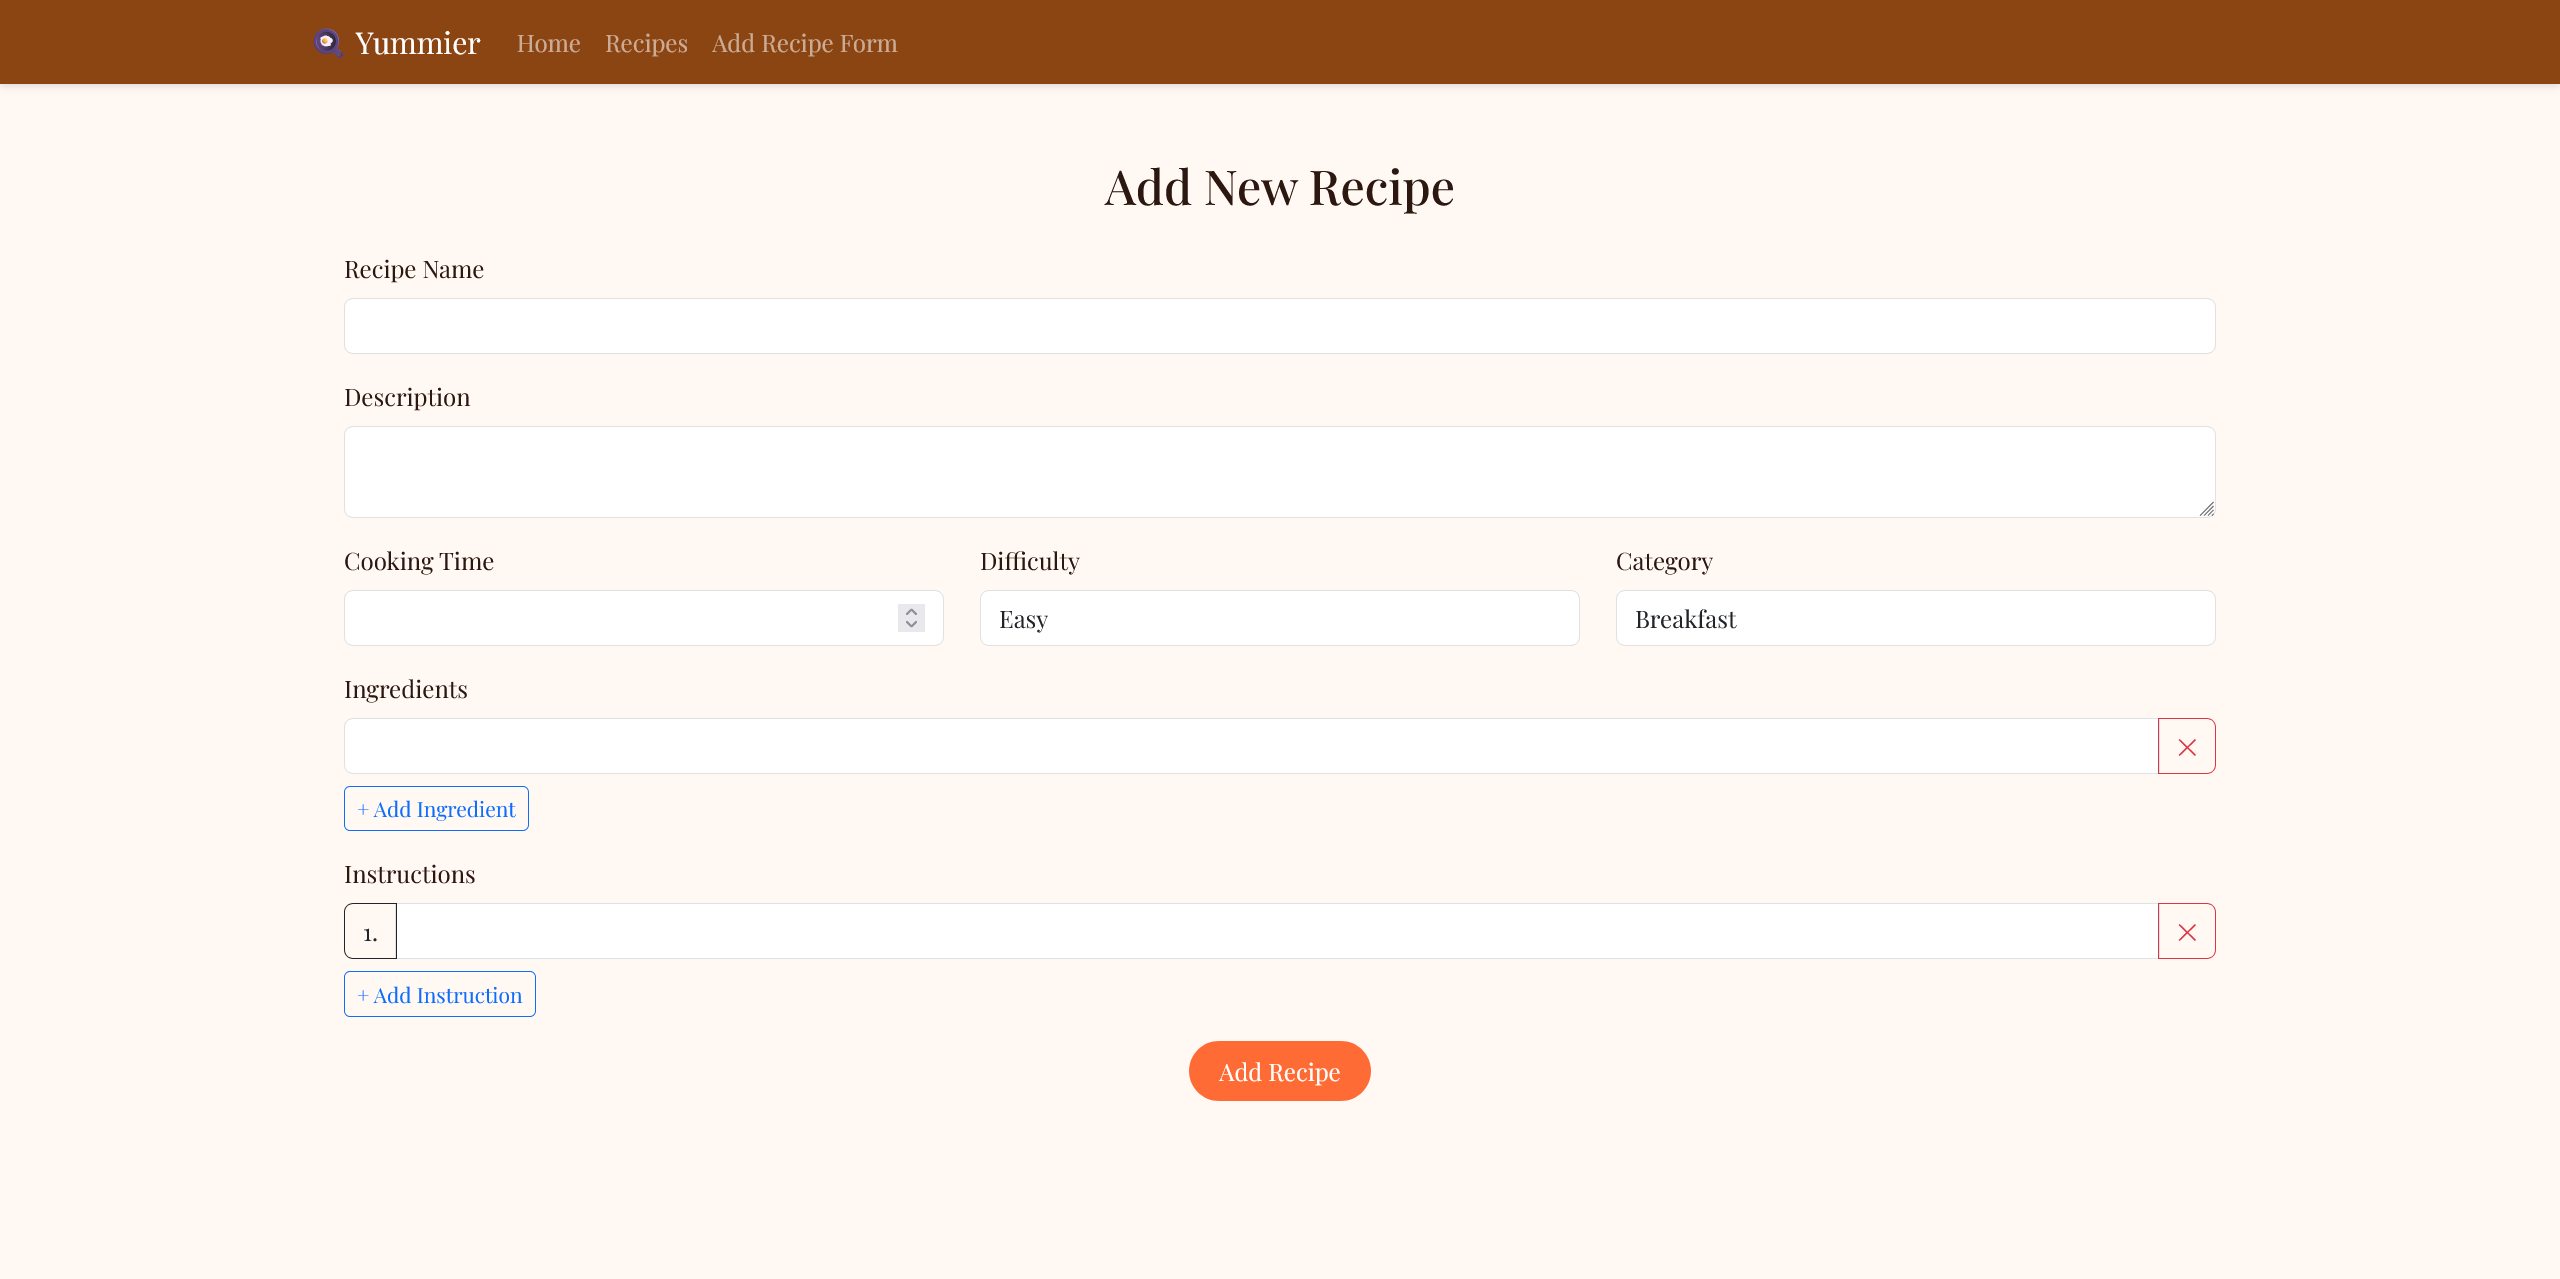 Yummier Home Recipes Add Recipe Form
Add New Recipe
Recipe Name
Description
Cooking Time Difficulty Category
Easy Breakfast
Ingredients
+ Add Ingredient
Instructions
1.
+ Add Instruction
Add Recipe